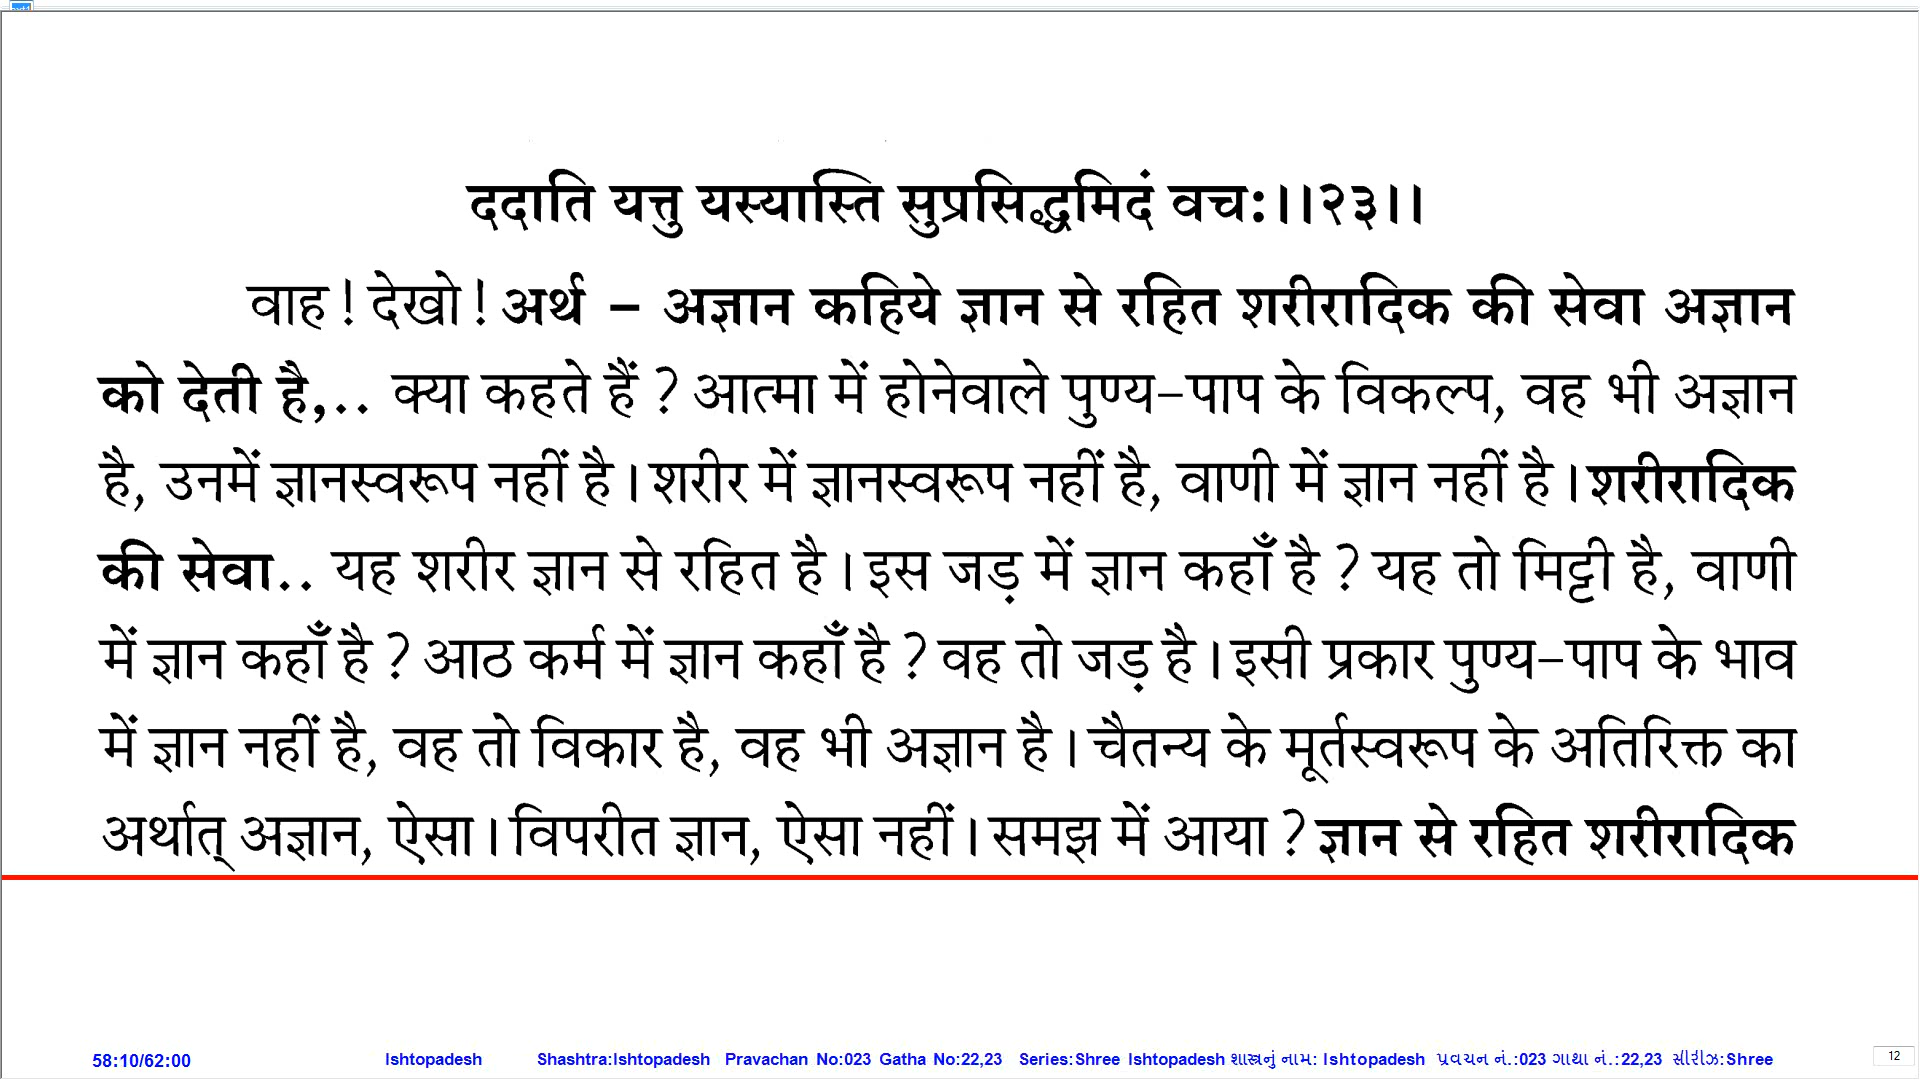 ददाति यत्तु यस्यास्ति सुप्रसिद्धमिदं वचः।।२३।।
वाह ! देखो ! अर्थ – अज्ञान कहिये ज्ञान से रहित शरीरादिक की सेवा अज्ञान
को देती है,.. क्या कहते हैं ? आत्मा में होनेवाले पुण्य-पाप के विकल्प, वह भी अज्ञान
है, उनमें ज्ञानस्वरूप नहीं है। शरीर में ज्ञानस्वरूप नहीं है, वाणी में ज्ञान नहीं है। शरीरादिक
की सेवा.. यह शरीर ज्ञान से रहित है। इस जड़ में ज्ञान कहाँ है ? यह तो मिट्टी है, वाणी
में ज्ञान कहाँ है ? आठ कर्म में ज्ञान कहाँ है ? वह तो जड़ है। इसी प्रकार पुण्य-पाप के भाव
में ज्ञान नहीं है, वह तो विकार है, वह भी अज्ञान है। चैतन्य के मूर्तस्वरूप के अतिरिक्त का
अर्थात् अज्ञान, ऐसा। विपरीत ज्ञान, ऐसा नहीं। समझ में आया ? ज्ञान से रहित शरीरादिक
58:10/62:00 Ishtopadesh Shashtra:Ishtopadesh Pravachan No:023 Gatha No:22,23 Series:Shree Ishtopadesh શાસ્ત્રનું નામ: Ishtopadesh પ્રવચન નં.:023 ગાથા નં.:22,23 સીરીઝ:Shree 12